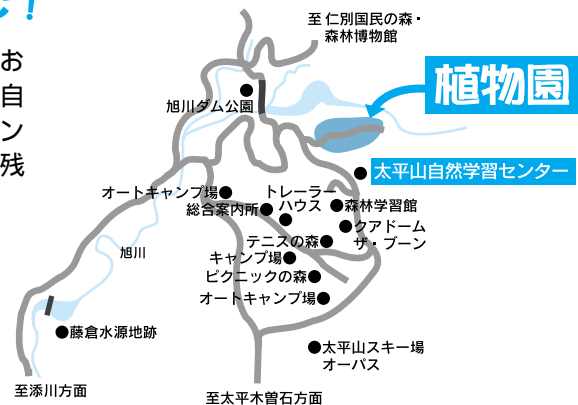 !
お
自
ン
残
至 仁別国民の森・
森林博物館
植物園
旭川ダム公園
太平山自然学習センター
オートキャンプ場
トレーラー
ハウス
総合案内所
森林学習館
クアドーム
ザ・ブーン
テニスの森
旭川
キャンプ場
ピクニックの森
オートキャンプ場
藤倉水源地跡
太平山スキー場
オーパス
至添川方面
至太平木曽石方面